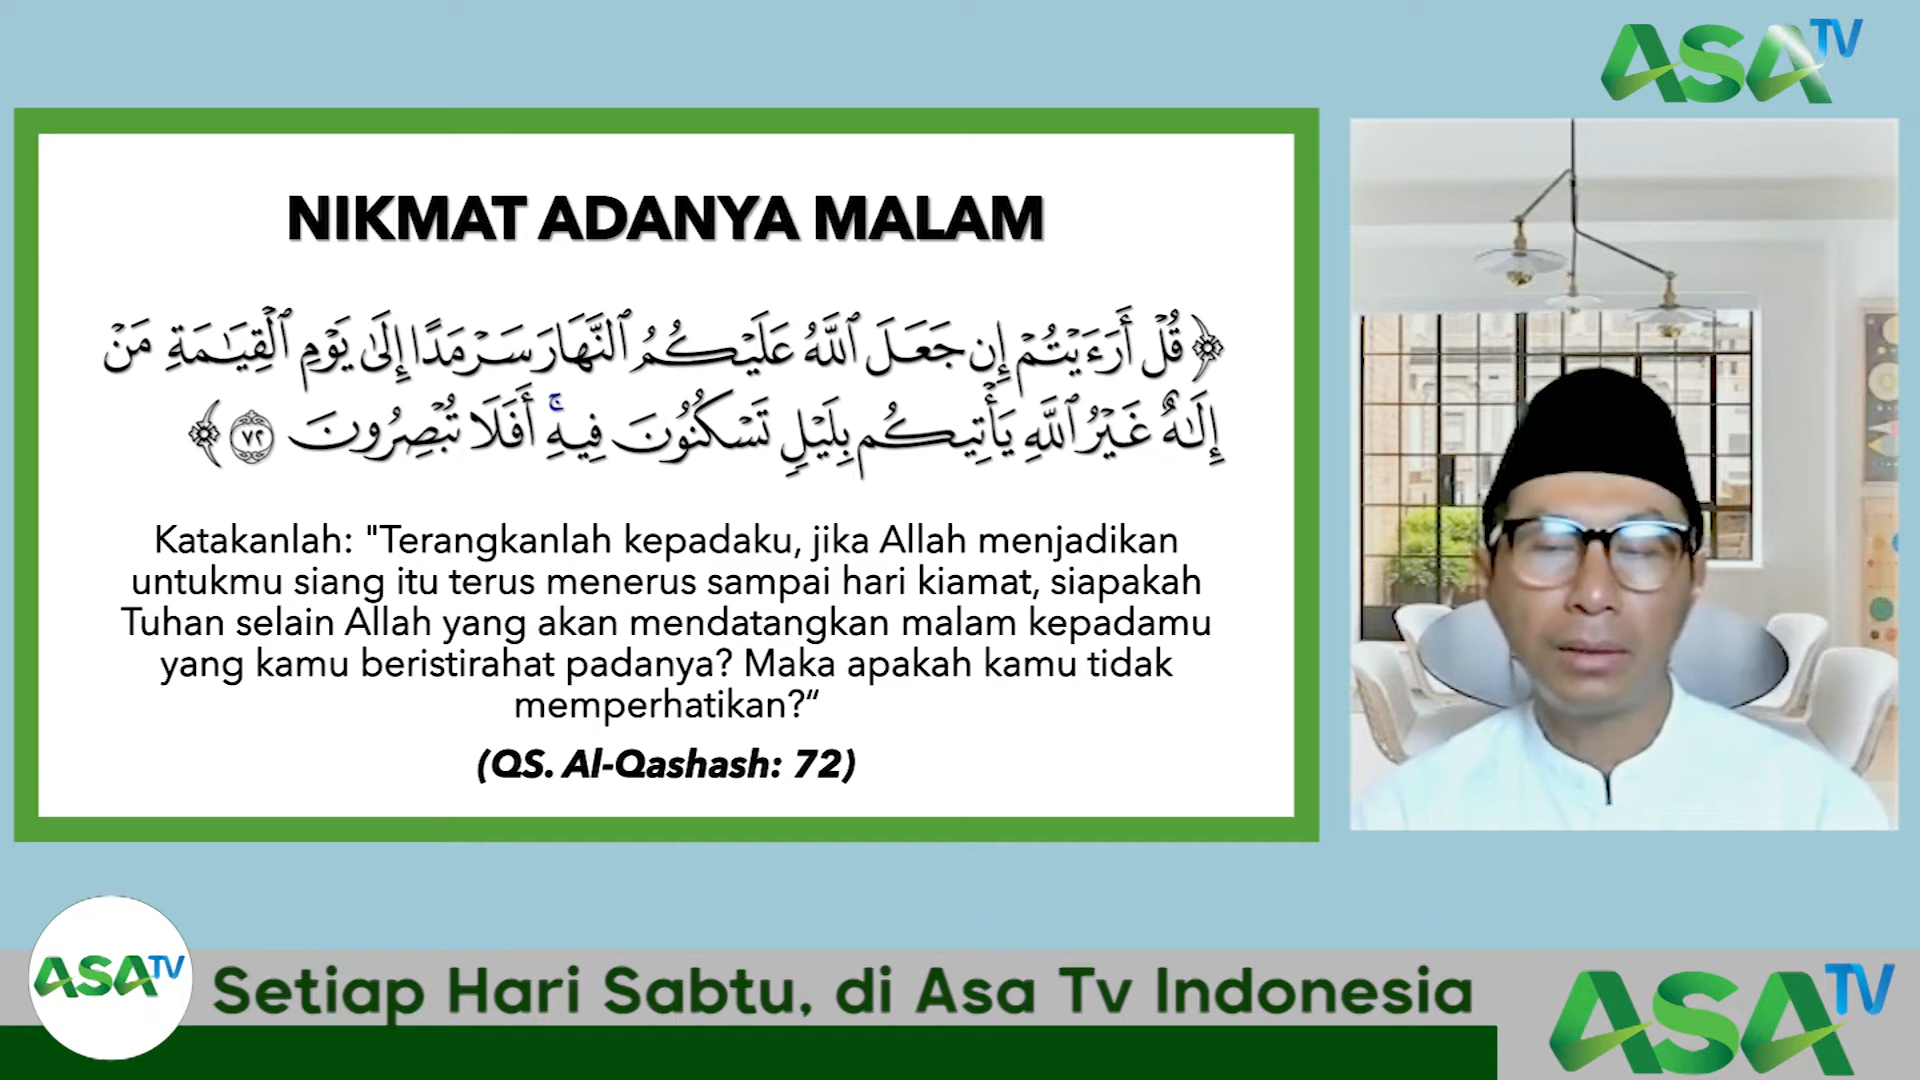 ASA TV
NIKMAT ADANYA MALAM
﴿ قُلْ أَرَءَيْتُمْ إِن جَعَلَ ٱللَّهُ عَلَيْكُمُ ٱلنَّهَارَ سَرْمَدًا إِلَىٰ يَوْمِ ٱلْقِيَـٰمَةِ مَنْ
إِلَـٰهٌ غَيْرُ ٱللَّهِ يَأْتِيكُم بِلَيْلٍ تَسْكُنُونَ فِيهِ ۚ أَفَلَا تُبْصِرُونَ ٧٢ ﴾
Katakanlah: "Terangkanlah kepadaku, jika Allah menjadikan
untukmu siang itu terus menerus sampai hari kiamat, siapakah
Tuhan selain Allah yang akan mendatangkan malam kepadamu
yang kamu beristirahat padanya? Maka apakah kamu tidak
memperhatikan?“
(QS. Al-Qashash: 72)
ASA TV
Setiap Hari Sabtu, di Asa Tv Indonesia
ASA TV